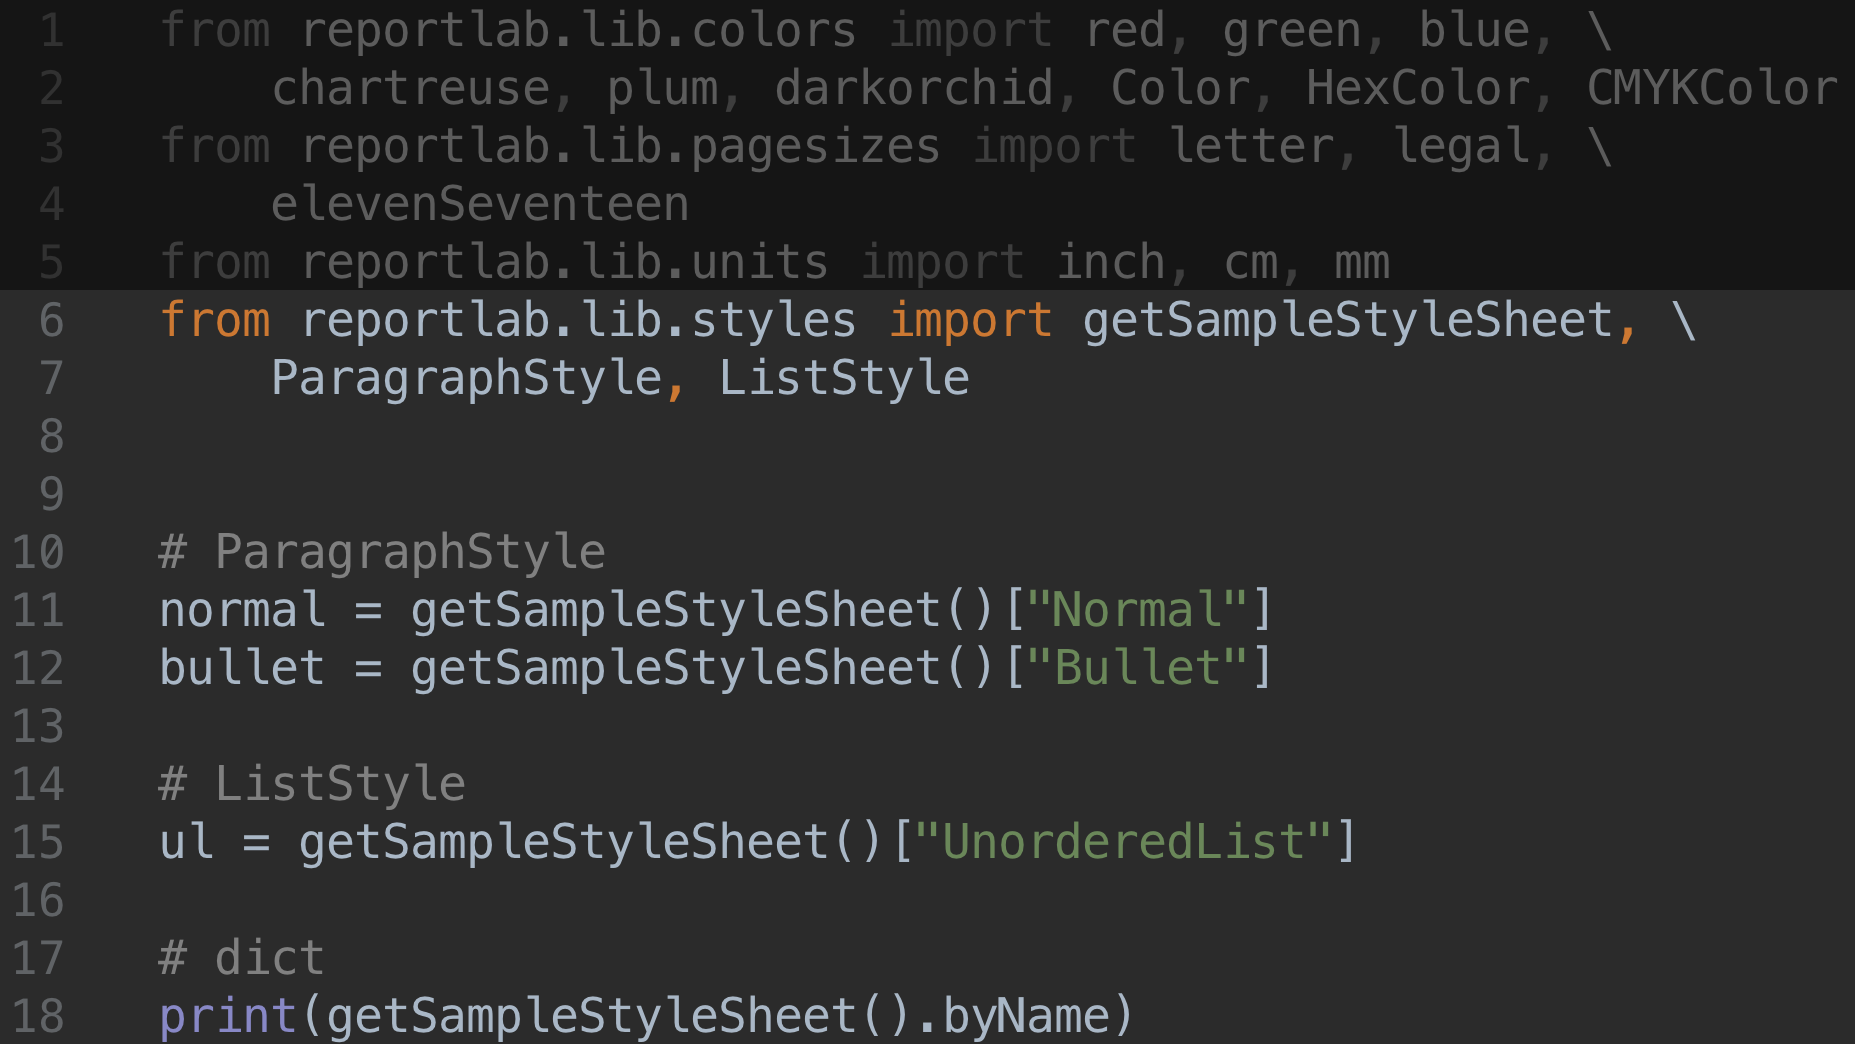 1 from reportlab.lib.colors import red, green, blue, \
2 chartreuse, plum, darkorchid, Color, HexColor, CMYKColor
3 from reportlab.lib.pagesizes import letter, legal, \
4 elevenSeventeen
5 from reportlab.lib.units import inch, cm, mm
6 from reportlab.lib.styles import getSampleStyleSheet, \
7 ParagraphStyle, ListStyle
8
9
10 # ParagraphStyle
11 normal = getSampleStyleSheet()["Normal"]
12 bullet = getSampleStyleSheet()["Bullet"]
13
14 # ListStyle
15 ul = getSampleStyleSheet()["UnorderedList"]
16
17 # dict
18 print(getSampleStyleSheet().byName)